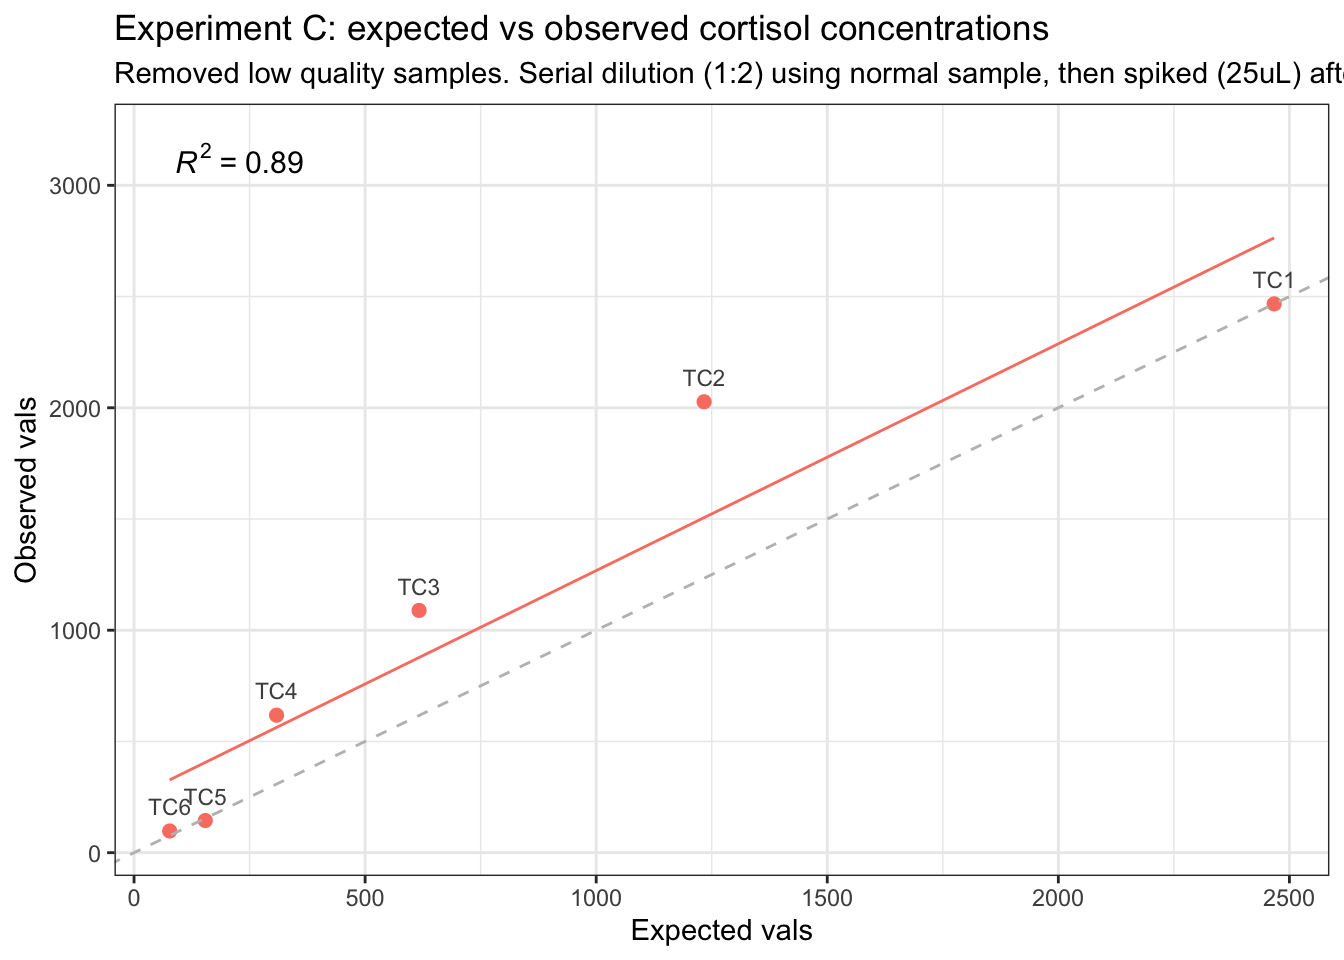 Experiment C: expected vs observed cortisol concentrations
Removed low quality samples. Serial dilution (1:2) using normal sample, then spiked (25uL)
R² = 0.89
3000
2000
1000
0
Observed vals
TC1
TC2
TC3
TC4
TC6
TC5
0 500 1000 1500 2000 2500
Expected vals